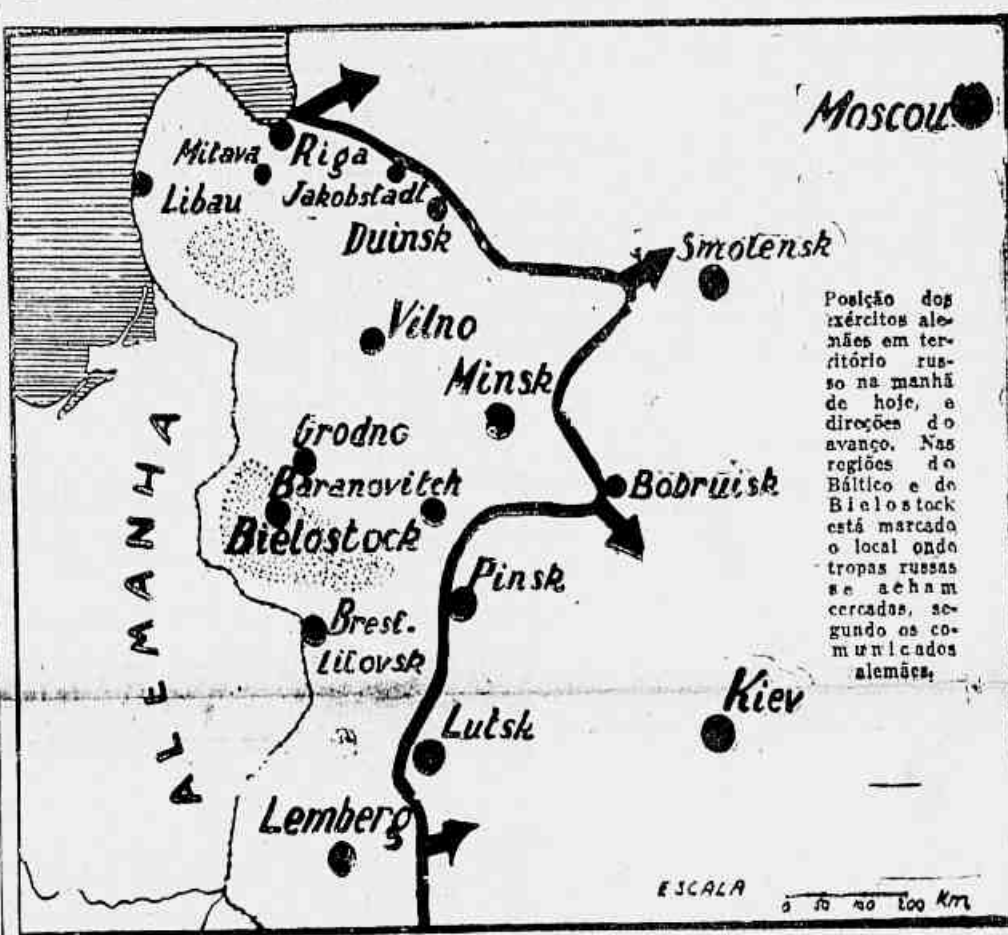 Moscou
Mitava
Riga
Libau
Jakobstadt
Duinsk
Smolensk
Vilno
Minsk
Grodno
Baranovitch
Bielostock
Bobruisk
Pinsk
Brest.
Litovsk
ALEMANHA
Lutsk
Kiev
Lemberg
Posição dos
exércitos ale-
mães em ter-
ritório rus-
so na manhã
de hoje, e
direções do
avanço. Nas
regiões do
Báltico e de
Bielostock
está marcado
o local onde
tropas russas
se acham
cercadas, se-
gundo os co-
municados
alemães.
ESCALA
0 50 100 200 Km